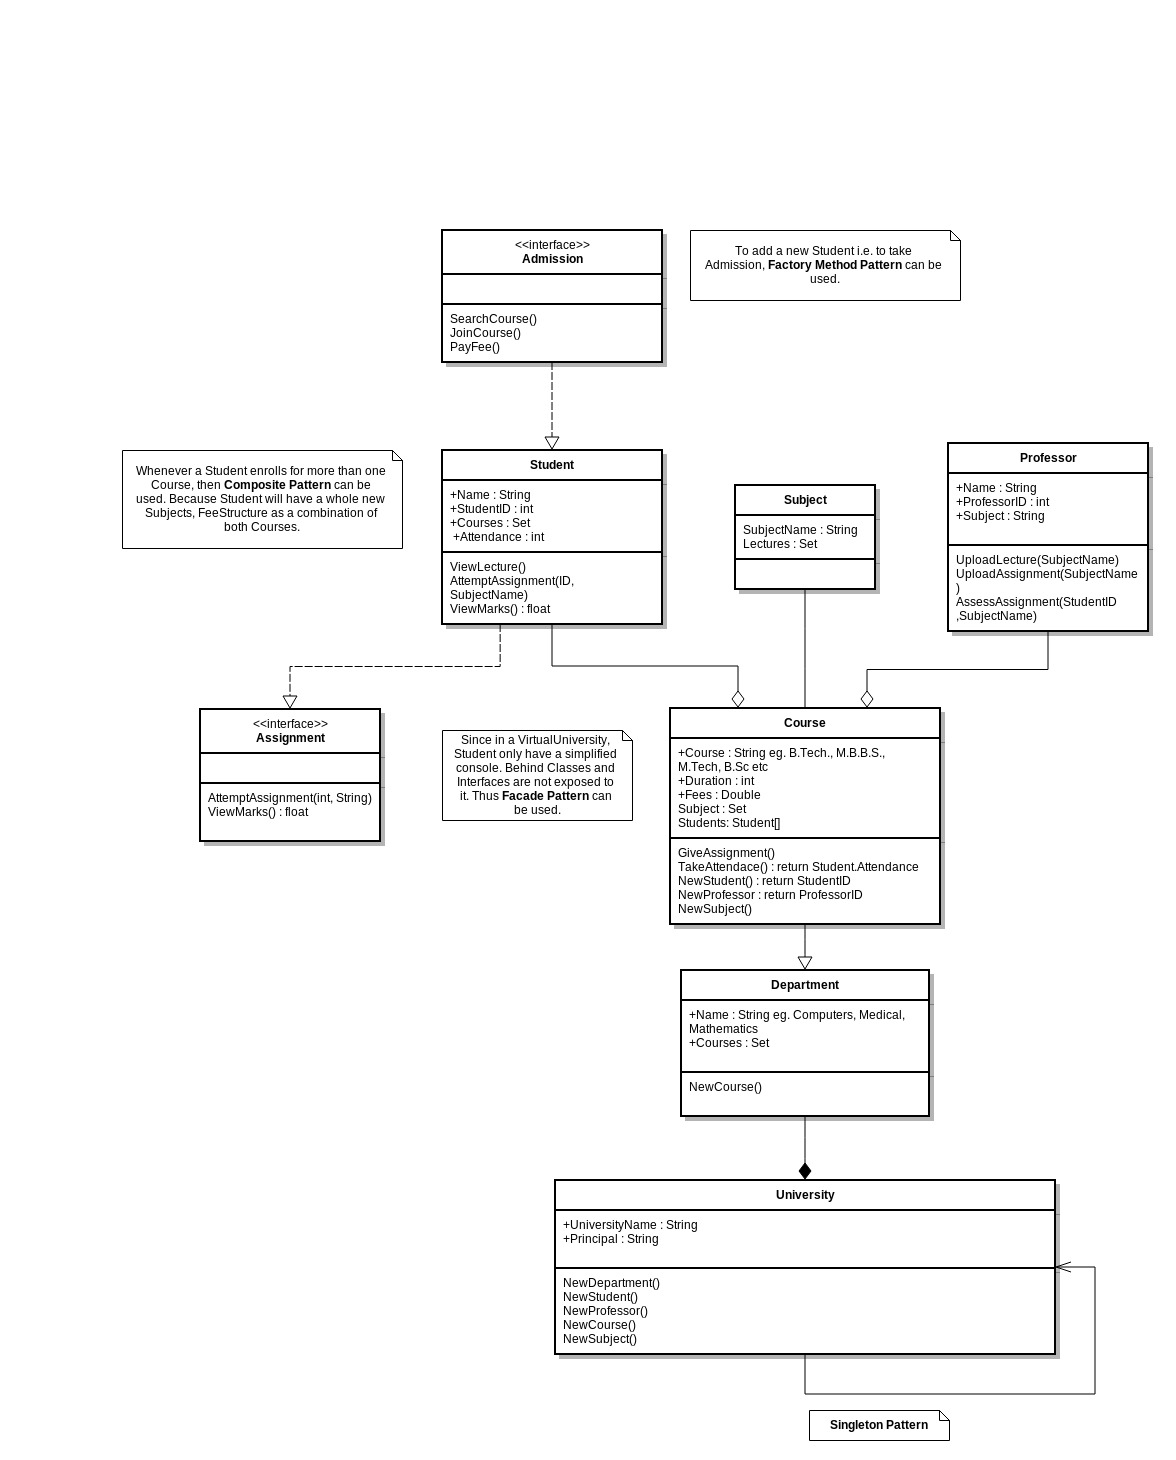 <<interface>>
Admission
SearchCourse()
JoinCourse()
PayFee()
To add a new Student i.e. to take
Admission, Factory Method Pattern can be
used.
Whenever a Student enrolls for more than one
Course, then Composite Pattern can be
used. Because Student will have a whole new
Subjects, FeeStructure as a combination of
both Courses.
Student
+Name : String
+StudentID : int
+Courses : Set
+Attendance : int
ViewLecture()
AttemptAssignment(ID,
SubjectName)
ViewMarks() : float
Subject
SubjectName : String
Lectures : Set
Professor
+Name : String
+ProfessorID : int
+Subject : String
UploadLecture(SubjectName)
UploadAssignment(SubjectName
)
AssessAssignment(StudentID
,SubjectName)
<<interface>>
Assignment
AttemptAssignment(int, String)
ViewMarks() : float
Since in a VirtualUniversity,
Student only have a simplified
console. Behind Classes and
Interfaces are not exposed to
it. Thus Facade Pattern can
be used.
Course
+Course : String eg. B.Tech., M.B.B.S.,
M.Tech, B.Sc etc
+Duration : int
+Fees : Double
Subject : Set
Students: Student[]
GiveAssignment()
TakeAttendace() : return Student.Attendance
NewStudent() : return StudentID
NewProfessor : return ProfessorID
NewSubject()
Department
+Name : String eg. Computers, Medical,
Mathematics
+Courses : Set
NewCourse()
University
+UniversityName : String
+Principal : String
NewDepartment()
NewStudent()
NewProfessor()
NewCourse()
NewSubject()
Singleton Pattern